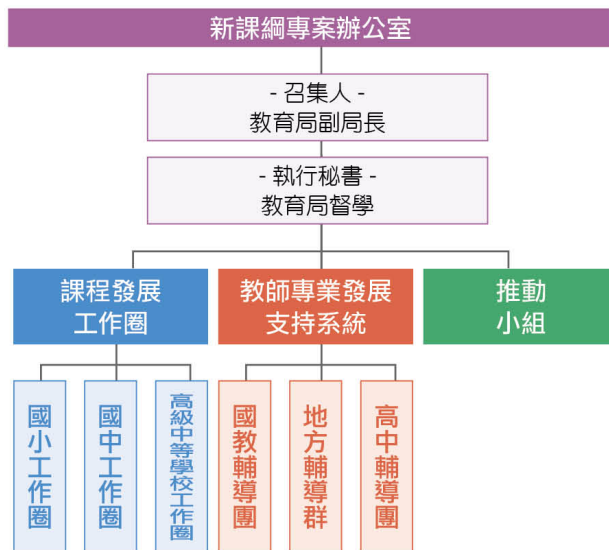 新課綱專案辦公室
- 召集人 -
教育局副局長
- 執行秘書 -
教育局督學
課程發展
工作圈
教師專業發展
支持系統
推動
小組
國小工作圈
國中工作圈
高級中等學校工作圈
國教輔導團
地方輔導群
高中輔導團